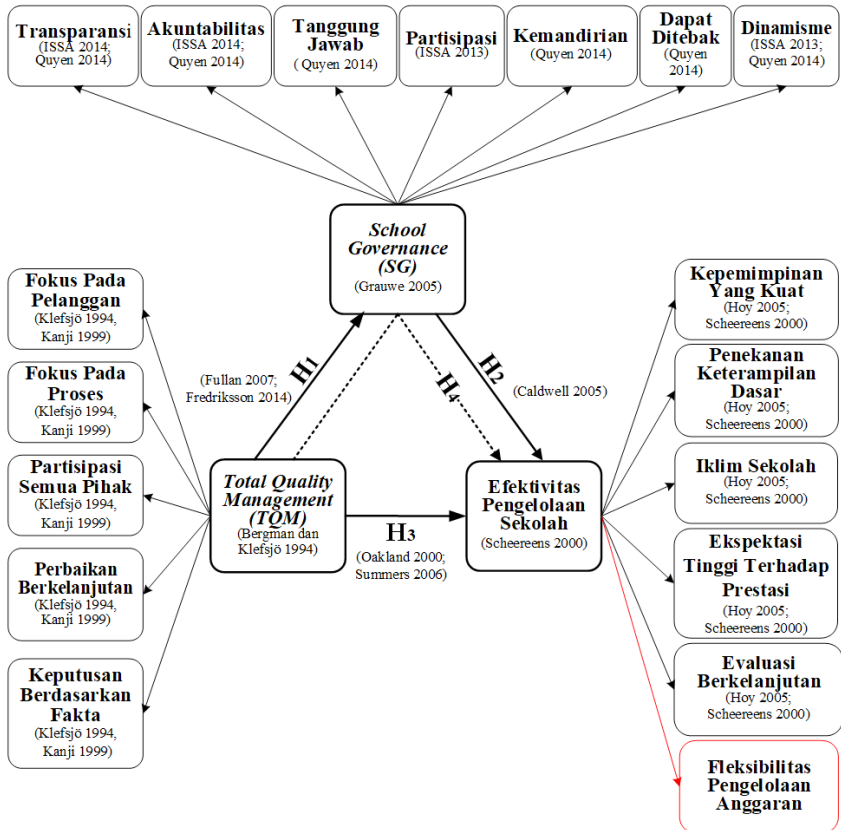 Transparansi
(ISSA 2014;
Quyen 2014)
Akuntabilitas
(ISSA 2014;
Quyen 2014)
Tanggung
Jawab
( Quyen 2014)
Partisipasi
(ISSA 2013)
Kemandirian
(Quyen 2014)
Dapat
Ditebak
(Quyen
2014)
Dinamisme
(ISSA 2013;
Quyen 2014)
School
Governance
(SG)
(Grauwe 2005)
Fokus Pada
Pelanggan
(Klefsjö 1994,
Kanji 1999)
Fokus Pada
Proses
(Klefsjö 1994,
Kanji 1999)
Partisipasi
Semua Pihak
(Klefsjö 1994,
Kanji 1999)
Perbaikan
Berkelanjutan
(Klefsjö 1994,
Kanji 1999)
Keputusan
Berdasarkan
Fakta
(Klefsjö 1994,
Kanji 1999)
H1
(Fullan 2007;
Fredriksson 2014)
H2
(Caldwell 2005)
H4
Total Quality
Management
(TQM)
(Bergman dan
Klefsjö 1994)
H3
(Oakland 2000;
Summers 2006)
Efektivitas
Pengelolaan
Sekolah
(Scheereens 2000)
Kepemimpinan
Yang Kuat
(Hoy 2005;
Scheereens 2000)
Penekanan
Keterampilan
Dasar
(Hoy 2005;
Scheereens 2000)
Iklim Sekolah
(Hoy 2005;
Scheereens 2000)
Ekspektasi
Tinggi Terhadap
Prestasi
(Hoy 2005;
Scheereens 2000)
Evaluasi
Berkelanjutan
(Hoy 2005;
Scheereens 2000)
Fleksibilitas
Pengelolaan
Anggaran